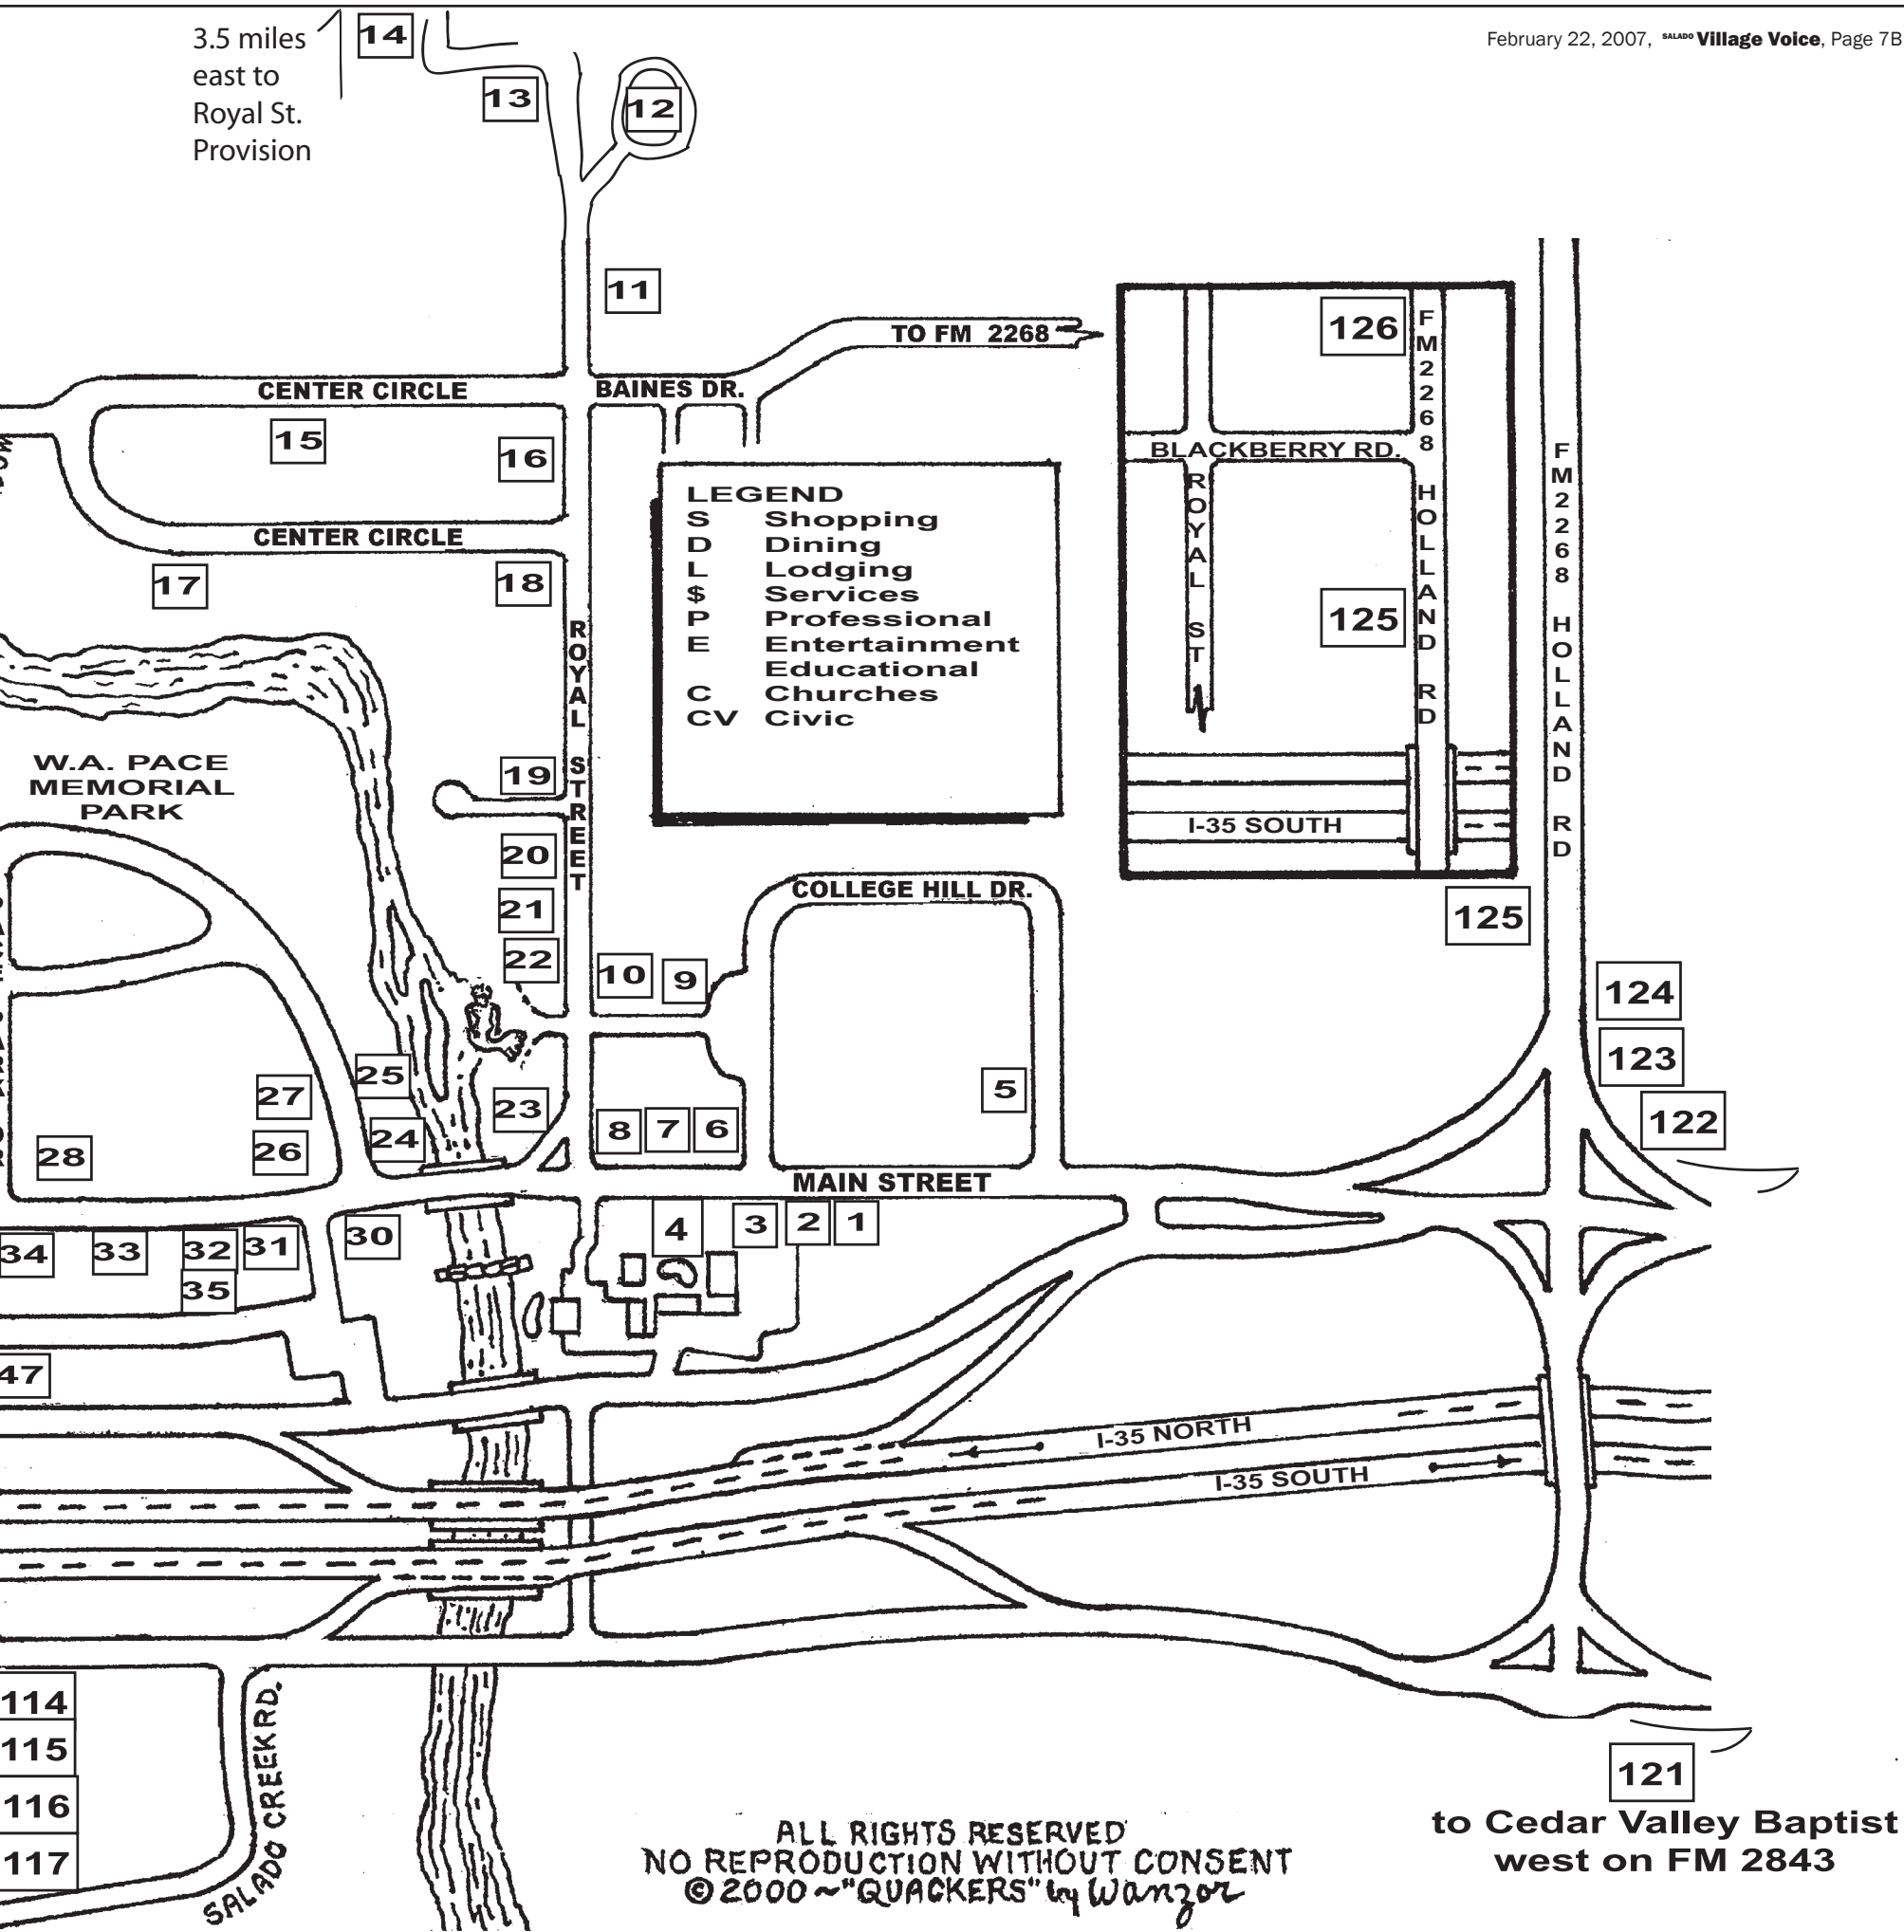 February 22, 2007, SALADO Village Voice, Page 7B
3.5 miles
east to
Royal St.
Provision
14
13
12
11
TO FM 2268
CENTER CIRCLE
BAINES DR.
15
16
CENTER CIRCLE
17
18
ROYAL STREET
LEGEND
S Shopping
D Dining
L Lodging
$ Services
P Professional
E Entertainment
Educational
C Churches
CV Civic
126
FM2268 HOLLAND RD
BLACKBERRY RD.
ROYAL ST
125
I-35 SOUTH
FM2268 HOLLAND RD
W.A. PACE
MEMORIAL
PARK
19
20
21
22
10
9
COLLEGE HILL DR.
125
124
123
122
5
25
27
23
24
26
28
8
7
6
MAIN STREET
4
3
2
1
30
31
32
33
34
35
47
I-35 NORTH
I-35 SOUTH
114
115
116
117
SALADO CREEK RD.
121
to Cedar Valley Baptist
west on FM 2843
ALL RIGHTS RESERVED
NO REPRODUCTION WITHOUT CONSENT
© 2000 ~ "QUACKERS" by Wanzor